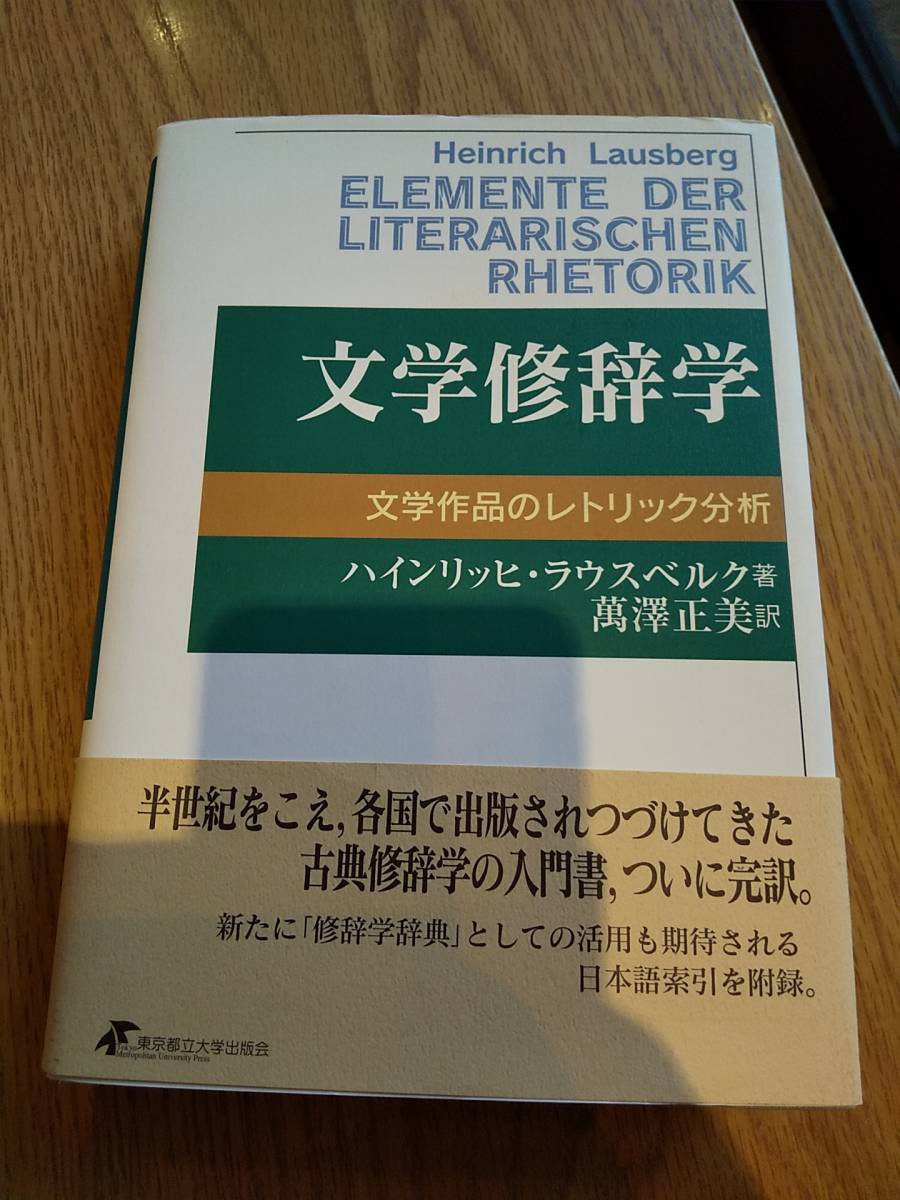 Heinrich Lausberg
ELEMENTE DER
LITERARISCHEN
RHETORIK
文学修辞学
文学作品のレトリック分析
ハインリッヒ・ラウスベルク著
萬澤正美訳
半世紀をこえ,各国で出版されつづけてきた
古典修辞学の入門書,ついに完訳。
新たに「修辞学辞典」としての活用も期待される
日本語索引を附録。
東京都立大学出版会
Tokyo
Metropolitan University Press